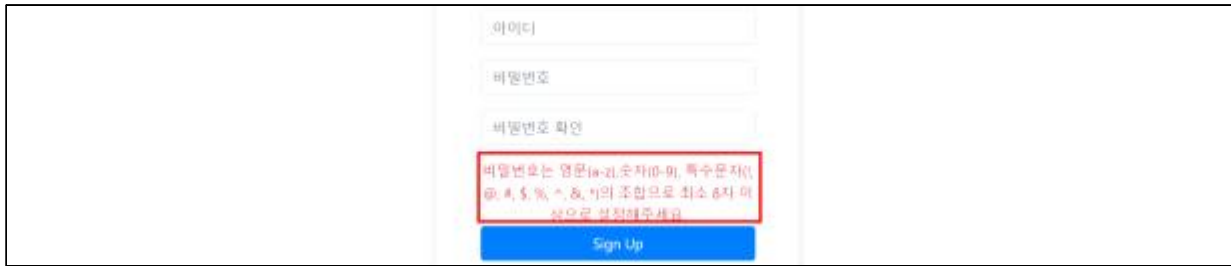 아이디
비밀번호
비밀번호 확인
비밀번호는 영문(a-z),숫자(0-9), 특수문자(!,
@, #, $, %, ^, &, *)의 조합으로 최소 8자 이
상으로 설정해주세요
Sign Up